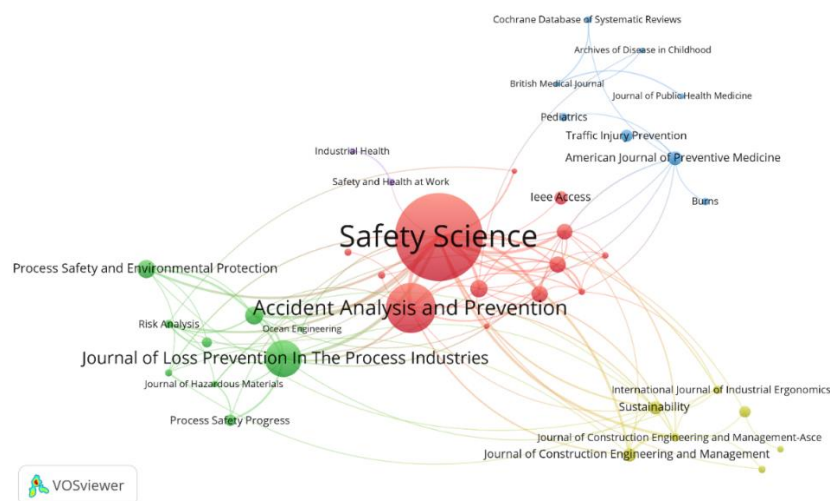 Cochrane Database of Systematic Reviews
Archives of Disease in Childhood
British Medical Journal
Journal of Public Health Medicine
Pediatrics
Traffic Injury Prevention
American Journal of Preventive Medicine
Industrial Health
Safety and Health at Work
Ieee Access
Burns
Safety Science
Process Safety and Environmental Protection
Accident Analysis and Prevention
Risk Analysis
Ocean Engineering
Journal of Loss Prevention In The Process Industries
Journal of Hazardous Materials
International Journal of Industrial Ergonomics
Sustainability
Process Safety Progress
Journal of Construction Engineering and Management-Asce
Journal of Construction Engineering and Management
VOSviewer